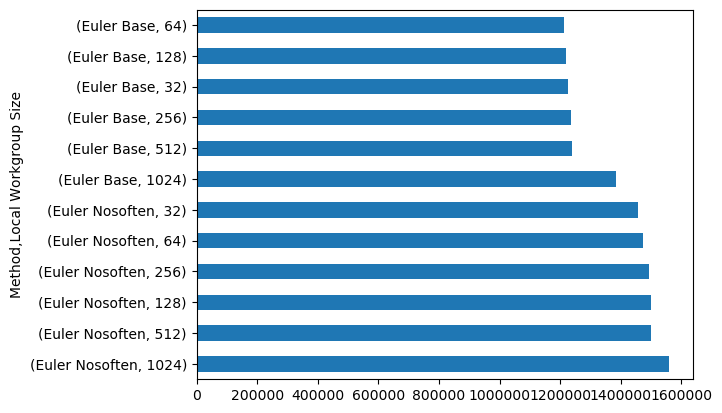 (Euler Base, 64)
(Euler Base, 128)
(Euler Base, 32)
(Euler Base, 256)
(Euler Base, 512)
(Euler Base, 1024)
(Euler Nosoften, 32)
(Euler Nosoften, 64)
(Euler Nosoften, 256)
(Euler Nosoften, 128)
(Euler Nosoften, 512)
(Euler Nosoften, 1024)
Method,Local Workgroup Size
0 200000 400000 600000 800000 1000000 1200000 1400000 1600000